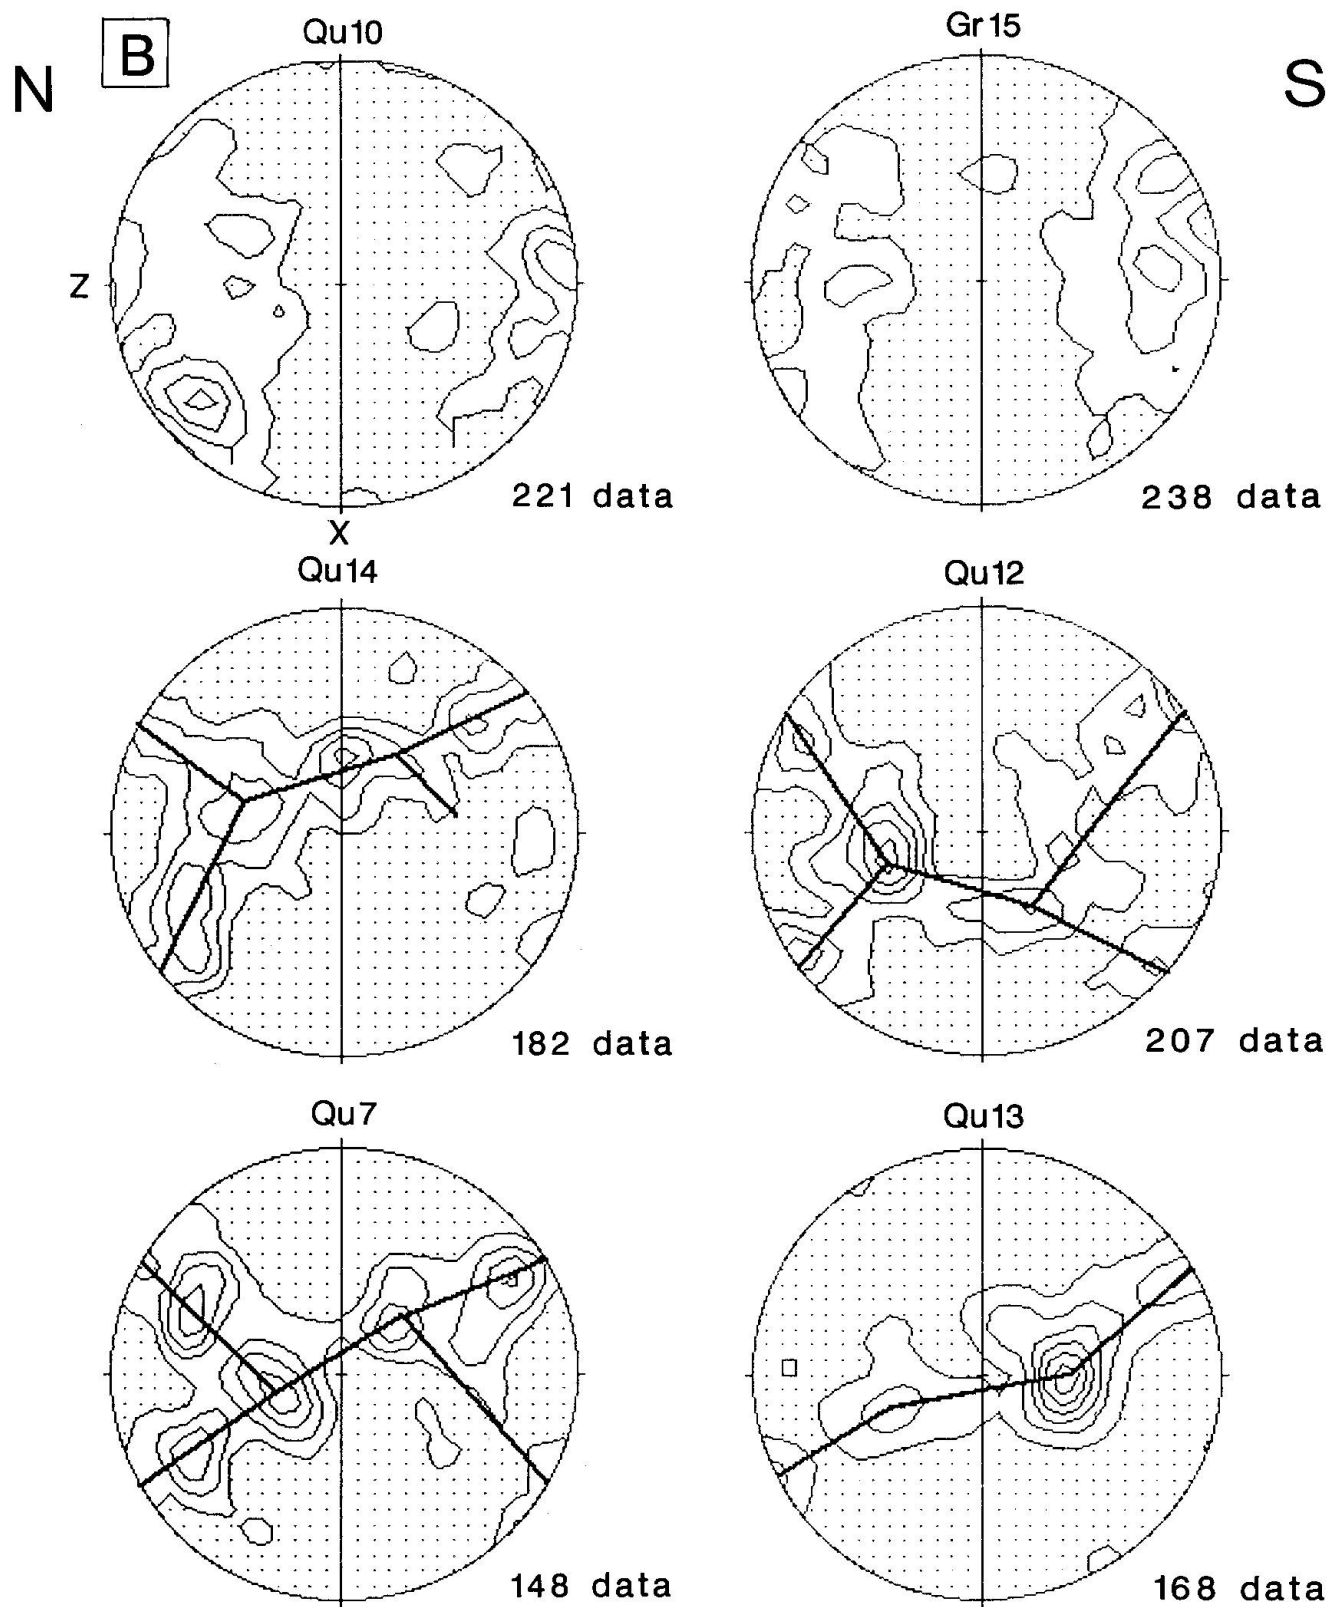 N
B
Qu10
Gr15
S
Z
221 data
238 data
X
Qu14
Qu12
182 data
207 data
Qu7
Qu13
148 data
168 data